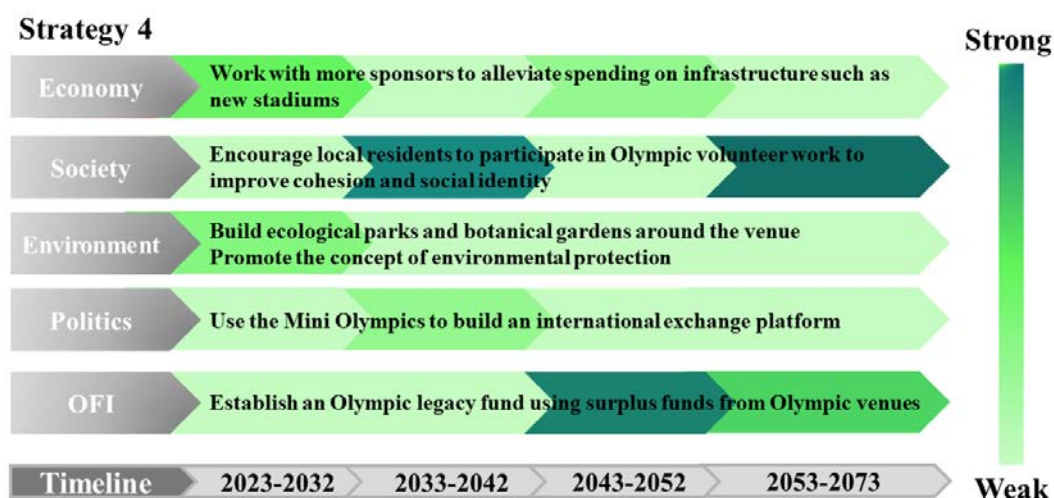 Strategy 4
Strong
Economy
Work with more sponsors to alleviate spending on infrastructure such as
new stadiums
Society
Encourage local residents to participate in Olympic volunteer work to
improve cohesion and social identity
Environment
Build ecological parks and botanical gardens around the venue
Promote the concept of environmental protection
Politics
Use the Mini Olympics to build an international exchange platform
OFI
Establish an Olympic legacy fund using surplus funds from Olympic venues
Timeline
2023-2032
2033-2042
2043-2052
2053-2073
Weak